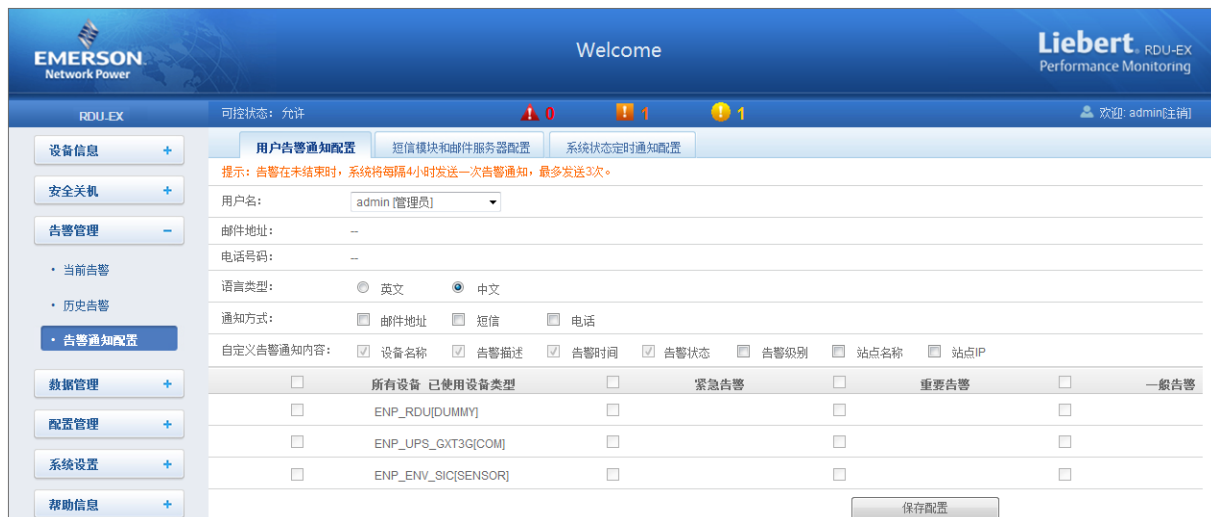 EMERSON
Network Power
Welcome
Liebert® RDU-EX
Performance Monitoring
RDU-EX
可控状态：允许 0 1 1 欢迎: admin[注销]
设备信息 +
安全关机 +
告警管理 −
• 当前告警
• 历史告警
• 告警通知配置
数据管理 +
配置管理 +
系统设置 +
帮助信息 +
用户告警通知配置 短信模块和邮件服务器配置 系统状态定时通知配置
提示：告警在未结束时，系统将每隔4小时发送一次告警通知，最多发送3次。
用户名： admin [管理员]
邮件地址： --
电话号码： --
语言类型： 英文 中文
通知方式： 邮件地址 短信 电话
自定义告警通知内容： 设备名称 告警描述 告警时间 告警状态 告警级别 站点名称 站点IP
所有设备 已使用设备类型 紧急告警 重要告警 一般告警
ENP_RDU[DUMMY]
ENP_UPS_GXT3G[COM]
ENP_ENV_SIC[SENSOR]
保存配置